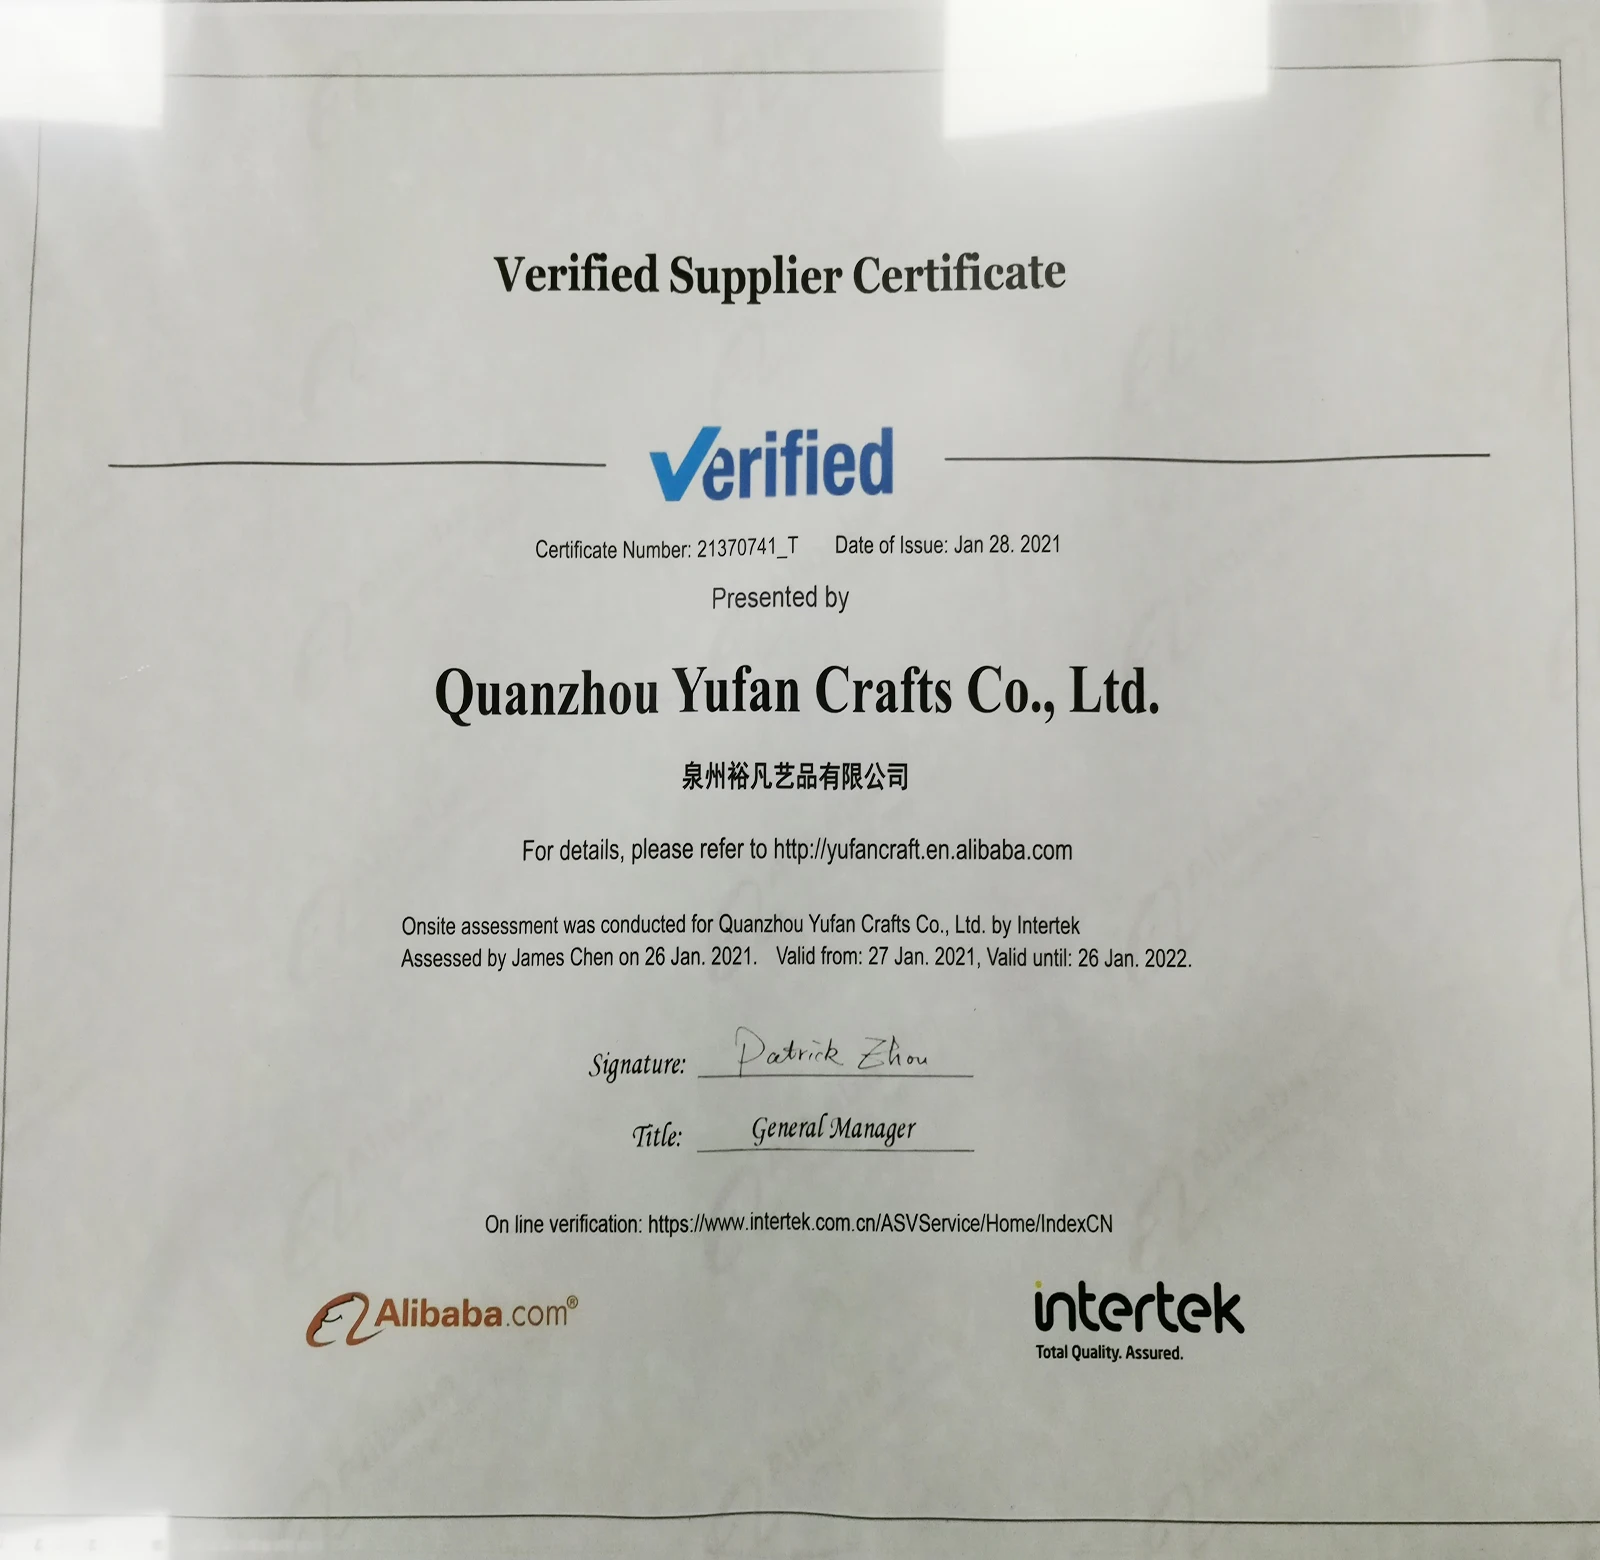 Verified Supplier Certificate
Verified
Certificate Number: 21370741_T Date of Issue: Jan 28. 2021
Presented by
Quanzhou Yufan Crafts Co., Ltd.
泉州裕凡艺品有限公司
For details, please refer to http://yufancraft.en.alibaba.com
Onsite assessment was conducted for Quanzhou Yufan Crafts Co., Ltd. by Intertek
Assessed by James Chen on 26 Jan. 2021. Valid from: 27 Jan. 2021, Valid until: 26 Jan. 2022.
Signature: Patrick Zhou
Title: General Manager
On line verification: https://www.intertek.com.cn/ASVService/Home/IndexCN
Alibaba.com® intertek
Total Quality. Assured.